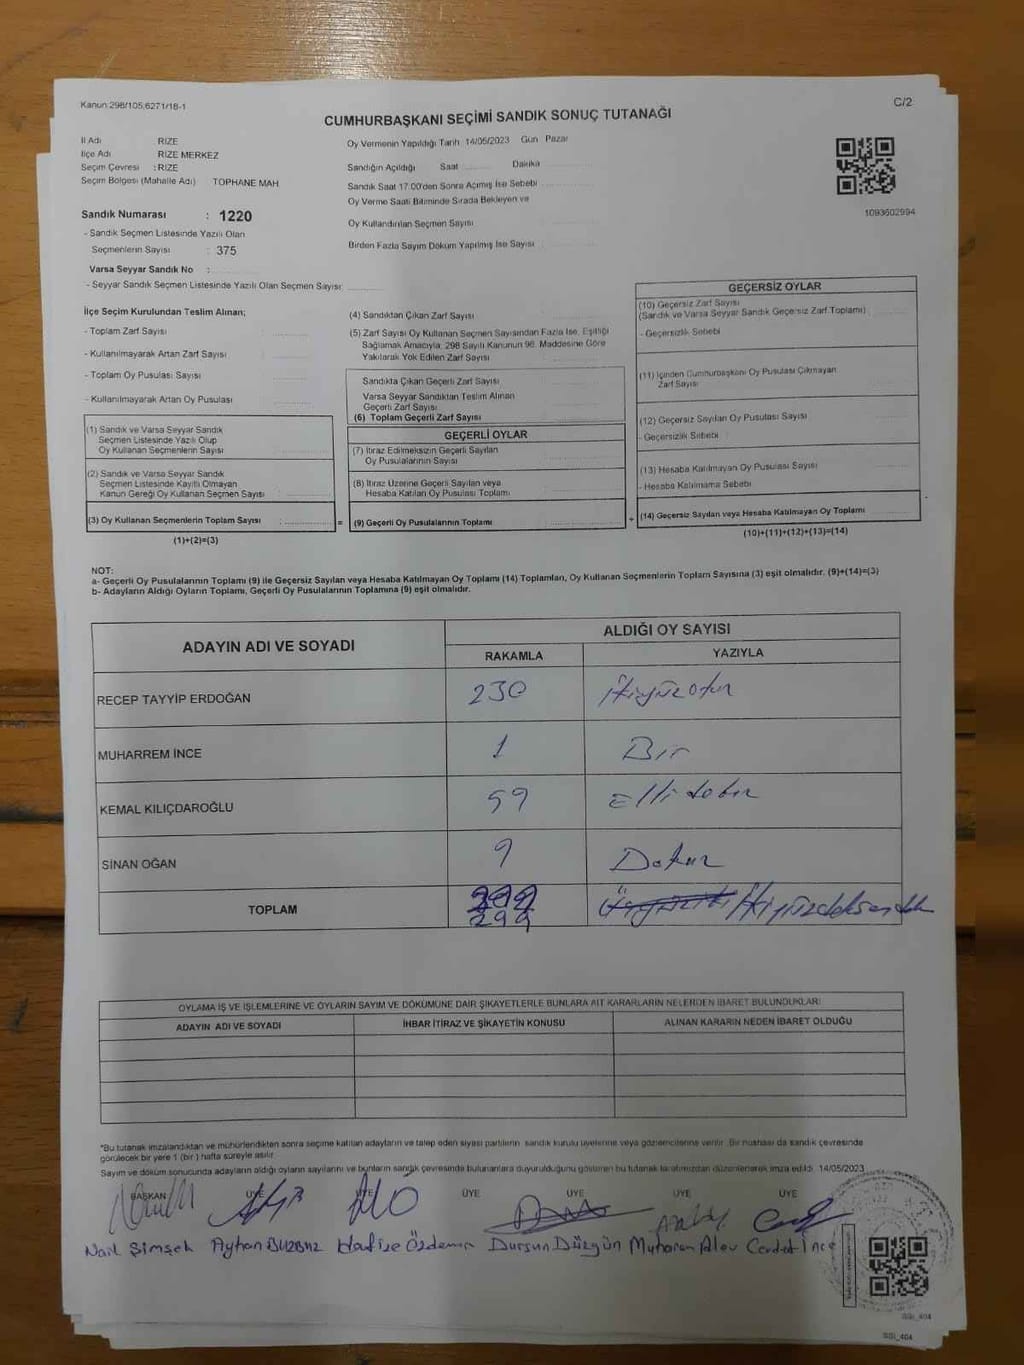 Kanun:298/105;6271/18-1
C/2
CUMHURBAŞKANI SEÇİMİ SANDIK SONUÇ TUTANAĞI
İl Adı RİZE
İlçe Adı RİZE MERKEZ
Seçim Çevresi : RİZE
Seçim Bölgesi (Mahalle Adı) TOPHANE MAH
Sandık Numarası : 1220
- Sandık Seçmen Listesinde Yazılı Olan
Seçmenlerin Sayısı : 375
Varsa Seyyar Sandık No :
- Seyyar Sandık Seçmen Listesinde Yazılı Olan Seçmen Sayısı:
Oy Vermenin Yapıldığı Tarih 14/05/2023 Gün Pazar
Sandığın Açıldığı Saat Dakika
Sandık Saat 17.00'den Sonra Açımış İse Sebebi
Oy Verme Saati Bitiminde Sırada Bekleyen ve
Oy Kullandırılan Seçmen Sayısı
Birden Fazla Sayım Döküm Yapılmış İse Sayısı
1093602994
İlçe Seçim Kurulundan Teslim Alınan;
- Toplam Zarf Sayısı
- Kullanılmayarak Artan Zarf Sayısı
- Toplam Oy Pusulası Sayısı
- Kullanılmayarak Artan Oy Pusulası
(1) Sandık ve Varsa Seyyar Sandık
Seçmen Listesinde Yazılı Olup
Oy Kullanan Seçmenlerin Sayısı
(2) Sandık ve Varsa Seyyar Sandık
Seçmen Listesinde Kayıtlı Olmayan
Kanun Gereği Oy Kullanan Seçmen Sayısı
(3) Oy Kullanan Seçmenlerin Toplam Sayısı :
=
(1)+(2)=(3)
(4) Sandıktan Çıkan Zarf Sayısı
(5) Zarf Sayısı Oy Kullanan Seçmen Sayısından Fazla İse, Eşitliği
Sağlamak Amacıyla; 298 Sayılı Kanunun 98. Maddesine Göre
Yakılarak Yok Edilen Zarf Sayısı
Sandıkta Çıkan Geçerli Zarf Sayısı
Varsa Seyyar Sandıktan Teslim Alınan
Geçerli Zarf Sayısı
(6) Toplam Geçerli Zarf Sayısı
GEÇERLİ OYLAR
(7) İtiraz Edilmeksizin Geçerli Sayılan
Oy Pusulalarının Sayısı
(8) İtiraz Üzerine Geçerli Sayılan veya
Hesaba Katılan Oy Pusulası Toplamı
(9) Geçerli Oy Pusulalarının Toplamı
+
GEÇERSİZ OYLAR
(10) Geçersiz Zarf Sayısı
(Sandık ve Varsa Seyyar Sandık Geçersiz Zarf Toplamı)
- Geçersizlik Sebebi
(11) İçinden Cumhurbaşkanı Oy Pusulası Çıkmayan
Zarf Sayısı
(12) Geçersiz Sayılan Oy Pusulası Sayısı
- Geçersizlik Sebebi
(13) Hesaba Katılmayan Oy Pusulası Sayısı
- Hesaba Katılmama Sebebi
(14) Geçersiz Sayılan veya Hesaba Katılmayan Oy Toplamı
(10)+(11)+(12)+(13)=(14)
NOT:
a- Geçerli Oy Pusulalarının Toplamı (9) ile Geçersiz Sayılan veya Hesaba Katılmayan Oy Toplamı (14) Toplamları, Oy Kullanan Seçmenlerin Toplam Sayısına (3) eşit olmalıdır. (9)+(14)=(3)
b- Adayların Aldığı Oyların Toplamı, Geçerli Oy Pusulalarının Toplamına (9) eşit olmalıdır.
ADAYIN ADI VE SOYADI
ALDIĞI OY SAYISI
RAKAMLA YAZIYLA
RECEP TAYYİP ERDOĞAN 230 İkiyüzotuz
MUHARREM İNCE 1 Bir
KEMAL KILIÇDAROĞLU 59 Elli dokuz
SİNAN OĞAN 9 Dokuz
TOPLAM 299
OYLAMA İŞ VE İŞLEMLERİNE VE OYLARIN SAYIM VE DÖKÜMÜNE DAİR ŞİKAYETLERLE BUNLARA AİT KARARLARIN NELERDEN İBARET BULUNDUKLARI
ADAYIN ADI VE SOYADI İHBAR İTİRAZ VE ŞİKAYETİN KONUSU ALINAN KARARIN NEDEN İBARET OLDUĞU
*Bu tutanak imzalandıktan ve mühürlendikten sonra seçime katılan adayların ve talep eden siyasi partilerin sandık kurulu üyelerine veya gözlemcilerine verilir. Bir nüshası da sandık çevresinde
görülecek bir yere 1 (bir) hafta süreyle asılır.
Sayım ve döküm sonucunda adayların aldığı oyların sayılarını ve bunların sandık çevresinde bulunanlara duyurulduğunu gösteren bu tutanak tarafımızdan düzenlenerek imza edildi. 14/05/2023
BAŞKAN ÜYE ÜYE ÜYE ÜYE ÜYE ÜYE
Nail Şimşek Ayhan Hafize Özdemir Dursun Düzgün Muharrem Alev Cevdet İnce